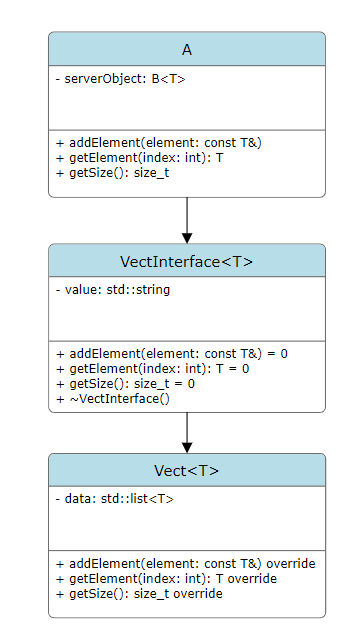 A
- serverObject: B<T>
+ addElement(element: const T&)
+ getElement(index: int): T
+ getSize(): size_t
VectInterface<T>
- value: std::string
+ addElement(element: const T&) = 0
+ getElement(index: int): T = 0
+ getSize(): size_t = 0
+ ~VectInterface()
Vect<T>
- data: std::list<T>
+ addElement(element: const T&) override
+ getElement(index: int): T override
+ getSize(): size_t override